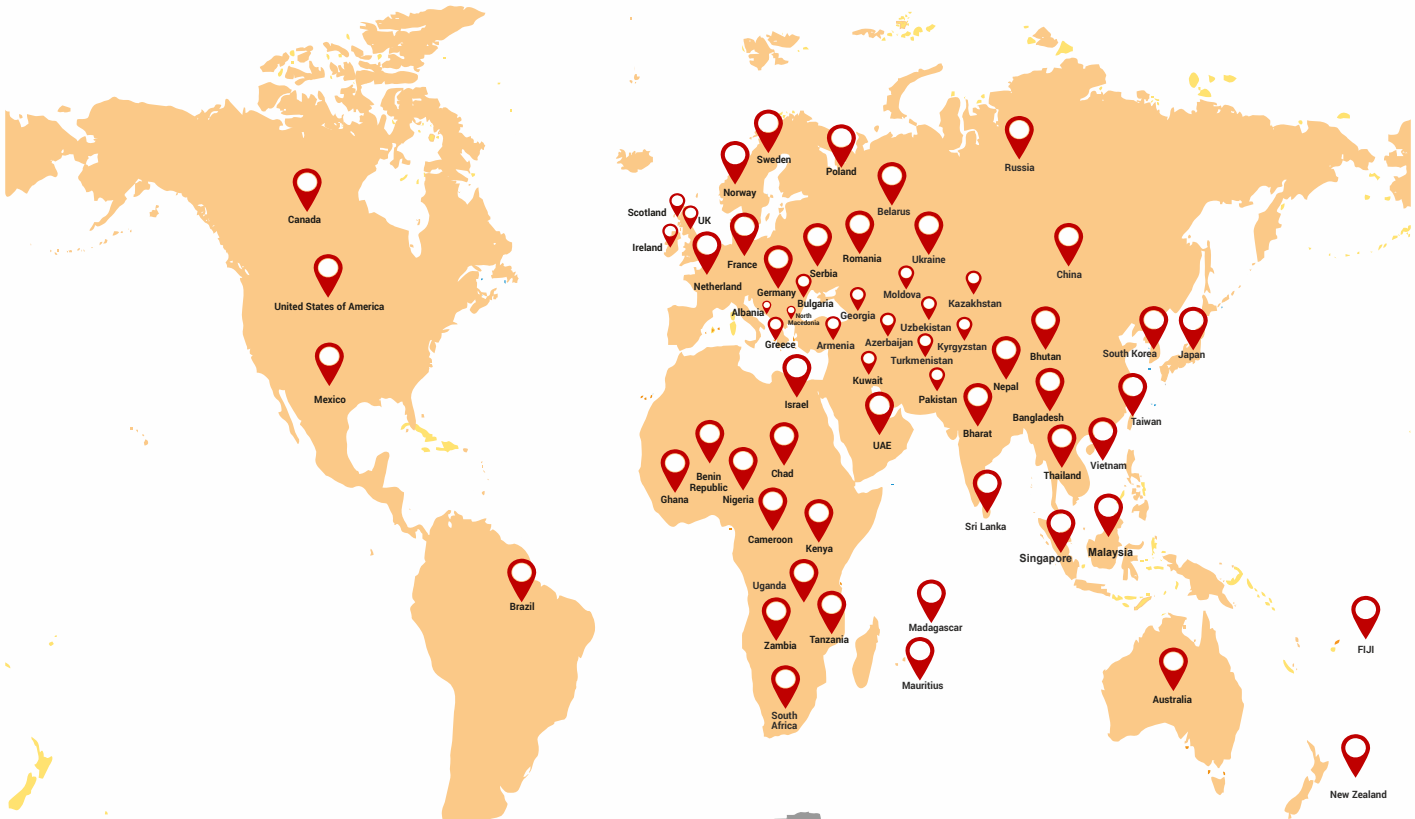 Sweden
Poland
Russia
Norway
Canada
Scotland
UK
Belarus
Ireland
France
Serbia
Romania
Ukraine
China
Netherland
Germany
Moldova
Kazakhstan
United States of America
Bulgaria
Albania
North
Macedonia
Georgia
Uzbekistan
Greece
Armenia
Azerbaijan
Kyrgyzstan
Turkmenistan
Bhutan
South Korea
Japan
Kuwait
Nepal
Mexico
Israel
Pakistan
Bangladesh
Taiwan
Bharat
UAE
Vietnam
Chad
Thailand
Benin
Republic
Ghana
Nigeria
Sri Lanka
Cameroon
Kenya
Singapore
Malaysia
Uganda
Brazil
Madagascar
Zambia
Tanzania
FIJI
Mauritius
Australia
South
Africa
New Zealand